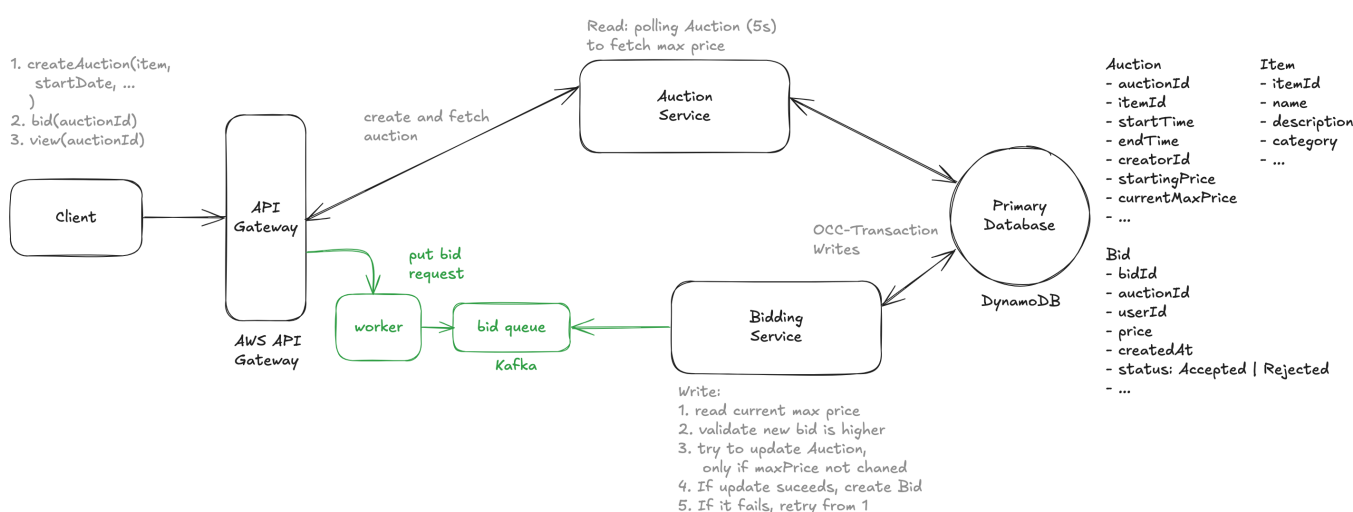 Read: polling Auction (5s)
to fetch max price
1. createAuction(item,
startDate, ...
)
2. bid(auctionId)
3. view(auctionId)
create and fetch
auction
Auction
Service
Client
API
Gateway
AWS API
Gateway
put bid
request
worker
bid queue
Kafka
OCC-Transaction
Writes
Bidding
Service
Write:
1. read current max price
2. validate new bid is higher
3. try to update Auction,
only if maxPrice not chaned
4. If update suceeds, create Bid
5. If it fails, retry from 1
Primary
Database
DynamoDB
Auction
- auctionId
- itemId
- startTime
- endTime
- creatorId
- startingPrice
- currentMaxPrice
- ...
Item
- itemId
- name
- description
- category
- ...
Bid
- bidId
- auctionId
- userId
- price
- createdAt
- status: Accepted | Rejected
- ...